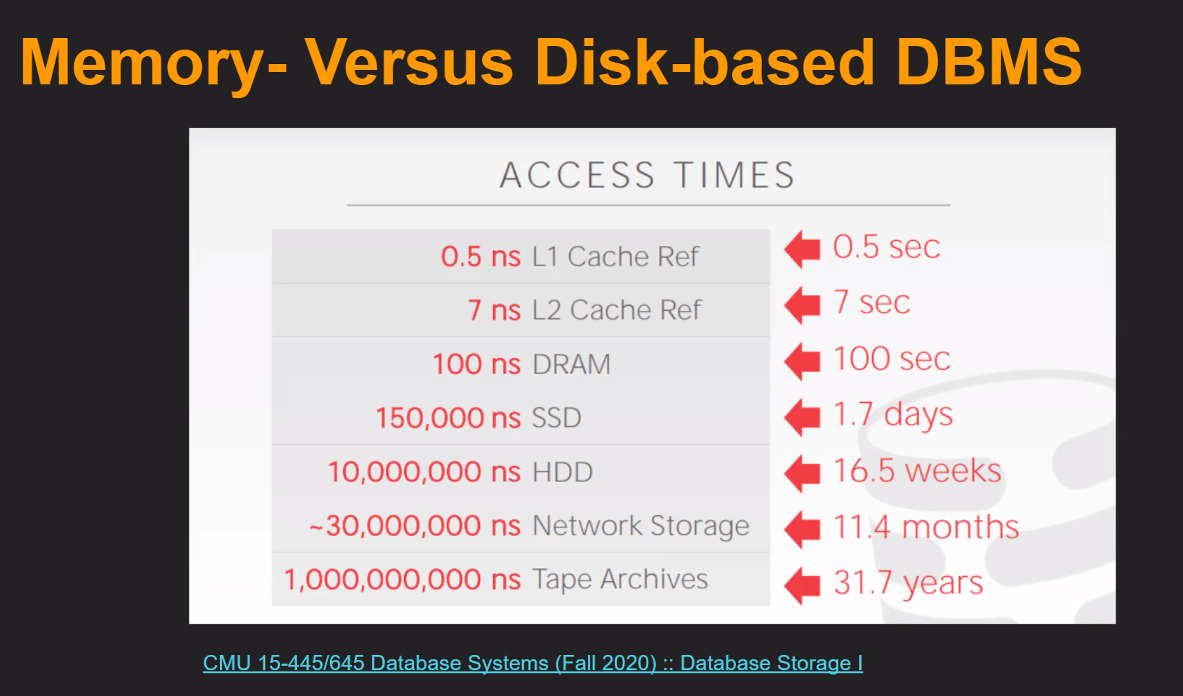 Memory- Versus Disk-based DBMS
ACCESS TIMES
0.5 ns L1 Cache Ref 0.5 sec
7 ns L2 Cache Ref 7 sec
100 ns DRAM 100 sec
150,000 ns SSD 1.7 days
10,000,000 ns HDD 16.5 weeks
~30,000,000 ns Network Storage 11.4 months
1,000,000,000 ns Tape Archives 31.7 years
CMU 15-445/645 Database Systems (Fall 2020) :: Database Storage I